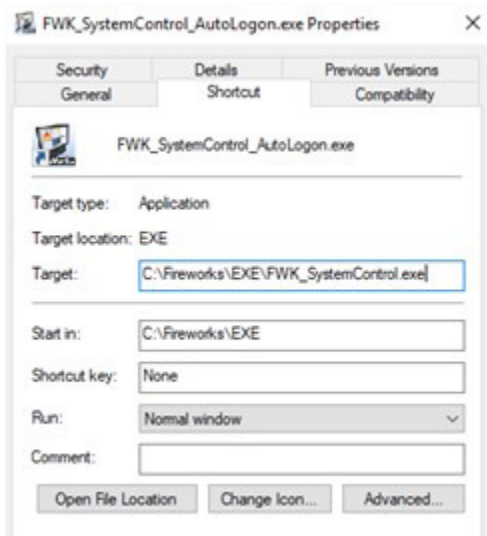 FWK_SystemControl_AutoLogon.exe Properties
Security Details Previous Versions
General Shortcut Compatibility
FWK_SystemControl_AutoLogon.exe
Target type: Application
Target location: EXE
Target: C:\Fireworks\EXE\FWK_SystemControl.exe
Start in: C:\Fireworks\EXE
Shortcut key: None
Run: Normal window
Comment:
Open File Location Change Icon... Advanced...